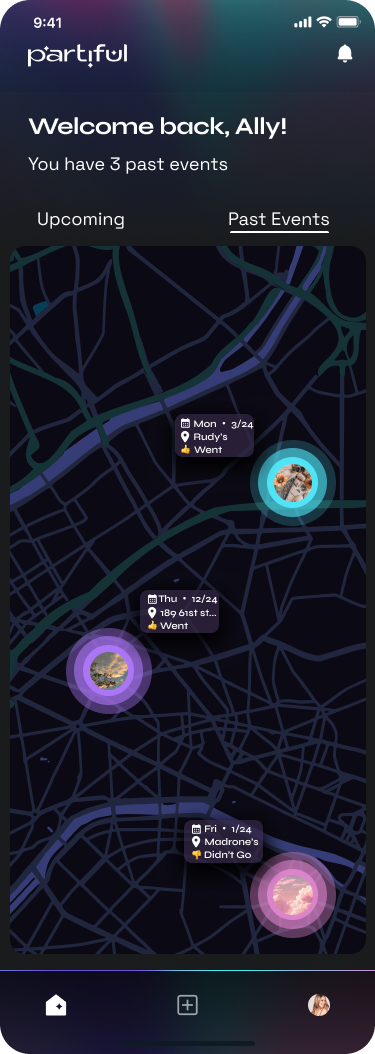 9:41
partiful
Welcome back, Ally!
You have 3 past events
Upcoming
Past Events
Mon • 3/24
Rudy's
Went
Thu • 12/24
189 61st st...
Went
Fri • 1/24
Madrone's
Didn't Go